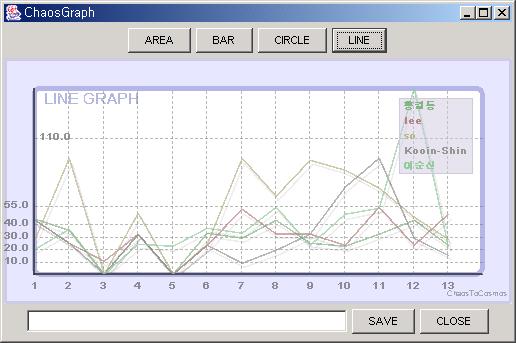 ChaosGraph
AREA BAR CIRCLE LINE
LINE GRAPH
홍길동
lee
so
Kooin-Shin
이순신
110.0
55.0
40.0
30.0
20.0
10.0
1 2 3 4 5 6 7 8 9 10 11 12 13
ChaosToCosmos
SAVE CLOSE